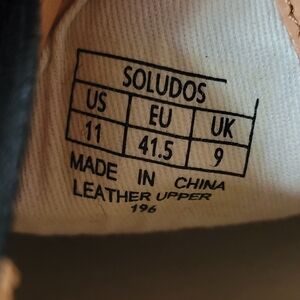 SOLUDOS
US EU UK
11 41.5 9
MADE IN CHINA
LEATHER UPPER
196